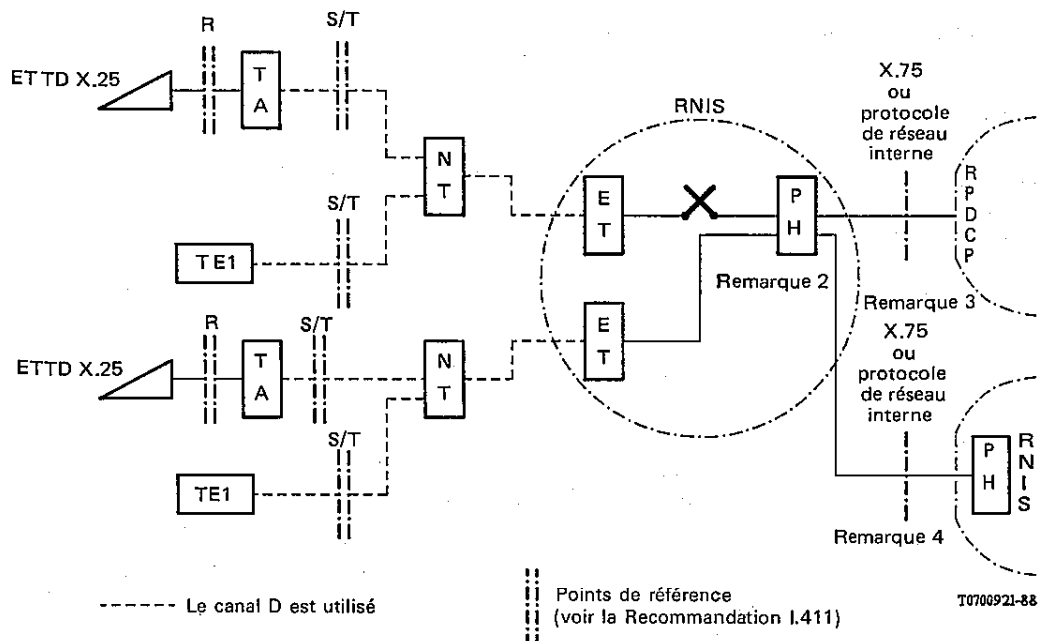 S/T
R
ETTD X.25
T
A
N
T
S/T
TE1
RNIS
E
T
P
H
Remarque 2
X.75
ou
protocole
de réseau
interne
R
P
D
C
P
Remarque 3
R
S/T
ETTD X.25
T
A
N
T
E
T
S/T
TE1
X.75
ou
protocole
de réseau
interne
P
H
R
N
I
S
Remarque 4
Le canal D est utilisé
Points de référence
(voir la Recommandation I.411)
T0700921-88